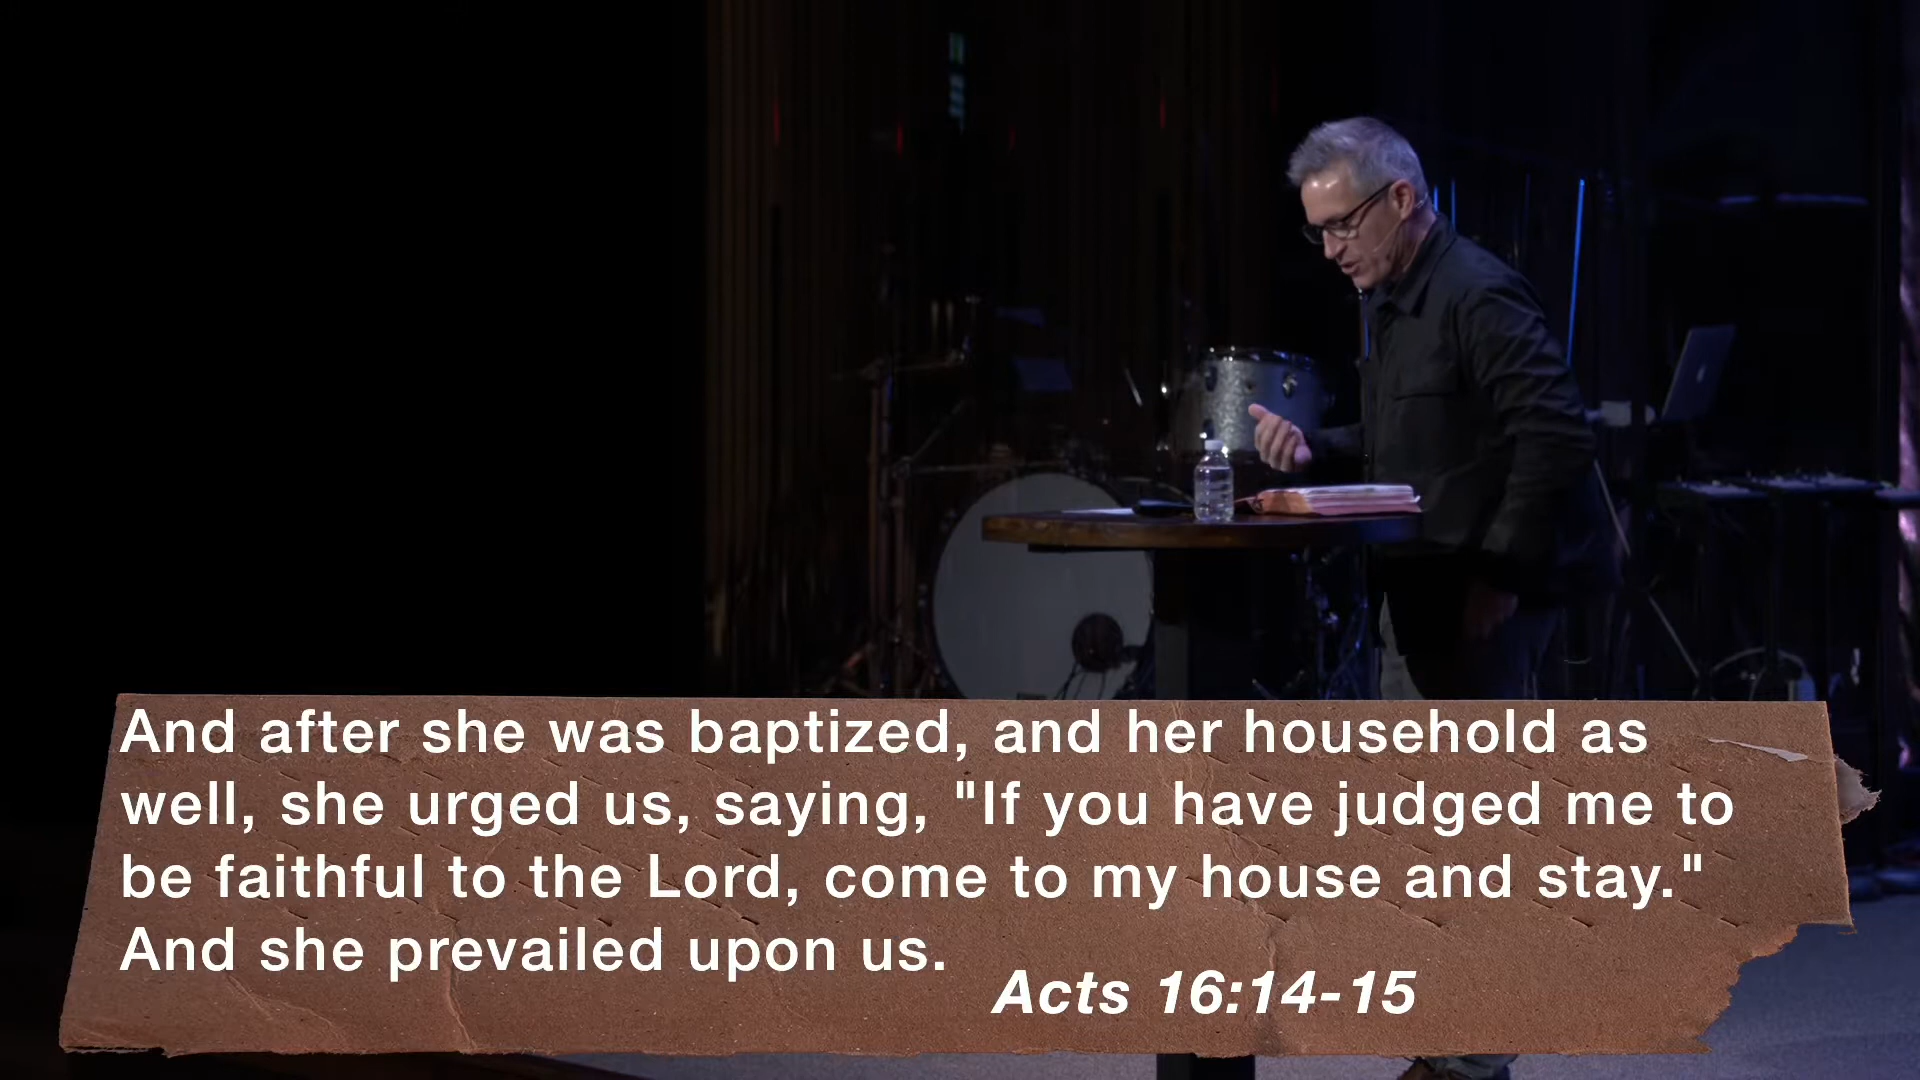 And after she was baptized, and her household as
well, she urged us, saying, "If you have judged me to
be faithful to the Lord, come to my house and stay."
And she prevailed upon us.
Acts 16:14-15